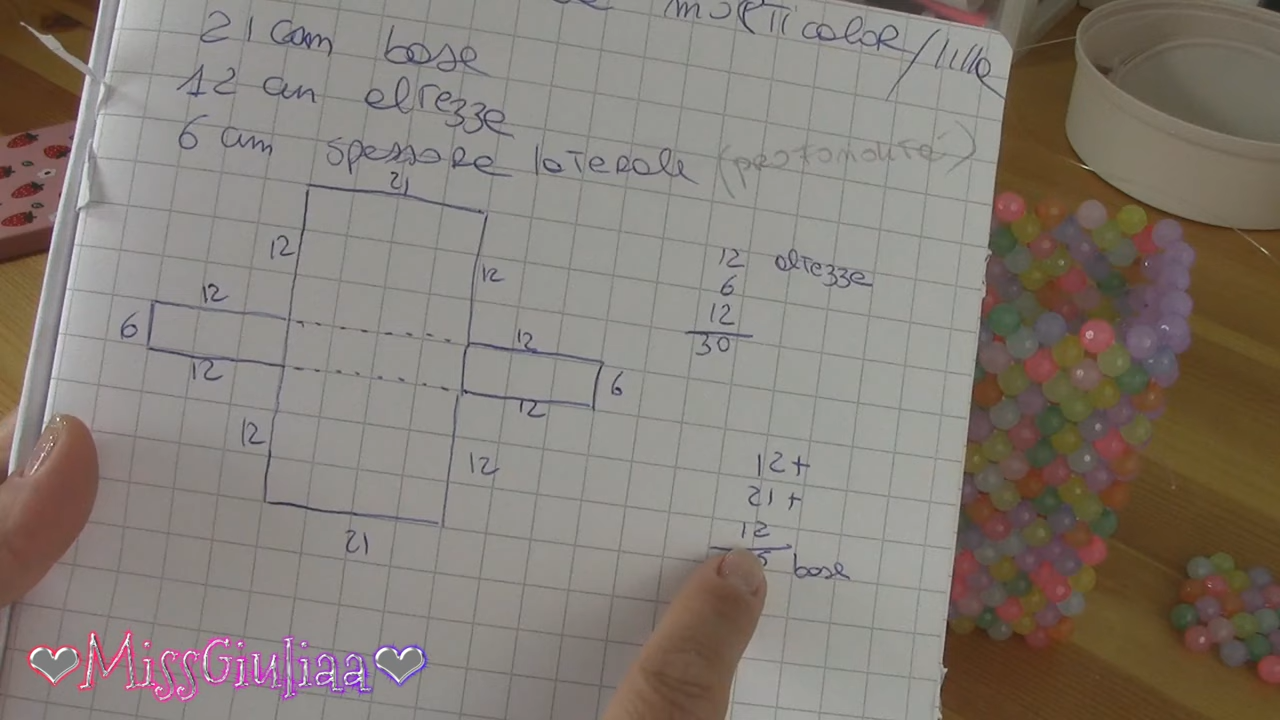 multicolor/lilla
21 cm base
12 cm altezza
6 cm spessore laterale
21
12
12
12
6
12
12
6
12
12
12
21
12 altezza
6
12
30
12+
21+
12
5 base
MissGiuliaa